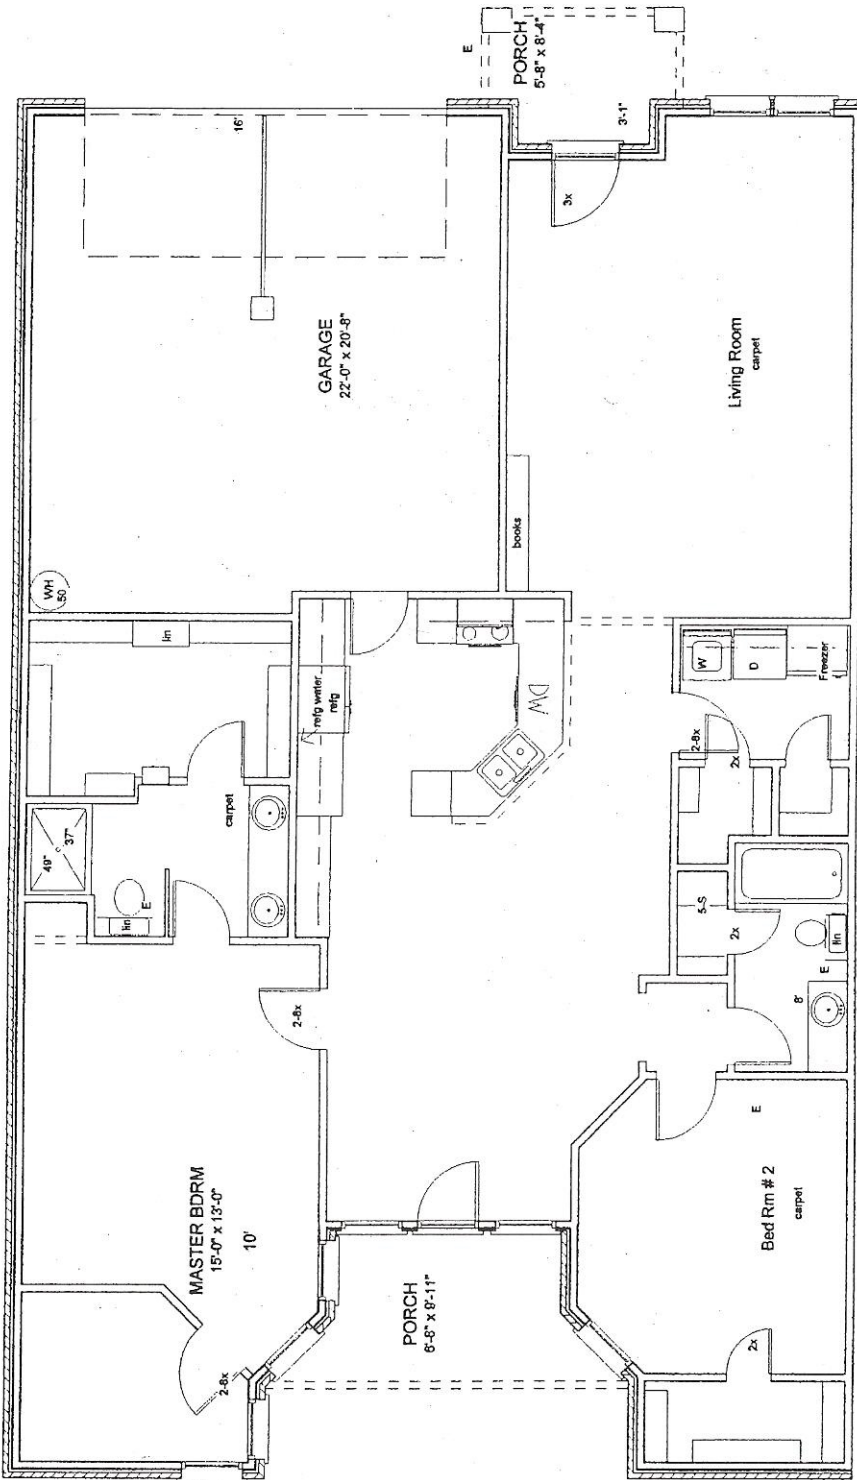 PORCH
5'-8" x 8'-4"
E
16'
3'-1"
3x
GARAGE
22'-0" x 20'-8"
Living Room
carpet
books
WH
50
lin
refg water
refg
DW
W
D
Freezer
2-8x
2x
carpet
49"
37"
lin
E
5-S
2x
lin
E
8'
2-8x
MASTER BDRM
15'-0" x 13'-0"
10'
E
Bed Rm # 2
carpet
PORCH
6'-8" x 9'-11"
2-8x
2x